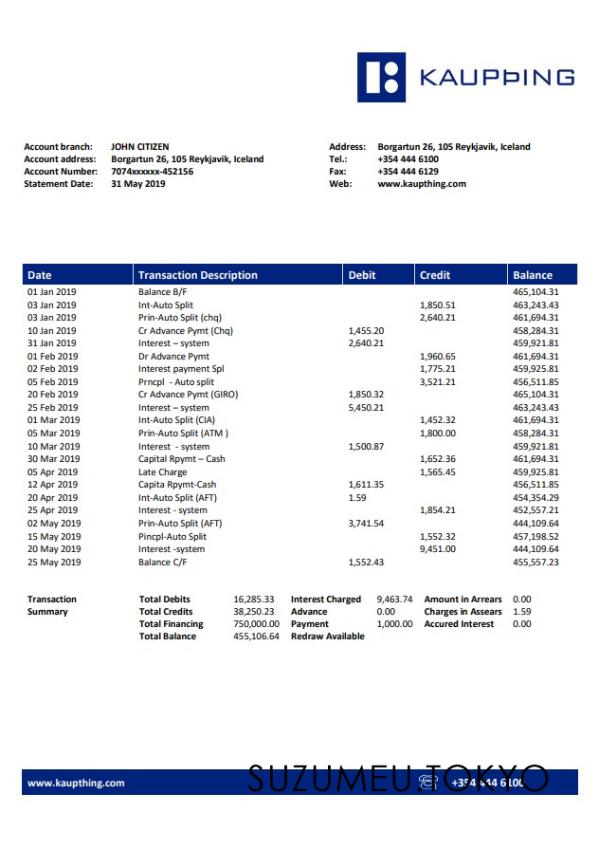 KAUPÞING
Account branch: JOHN CITIZEN
Account address: Borgartun 26, 105 Reykjavik, Iceland
Account Number: 7074xxxxxx-452156
Statement Date: 31 May 2019
Address: Borgartun 26, 105 Reykjavik, Iceland
Tel.: +354 444 6100
Fax: +354 444 6129
Web: www.kaupthing.com
Date Transaction Description Debit Credit Balance
01 Jan 2019 Balance B/F 465,104.31
03 Jan 2019 Int-Auto Split 1,850.51 463,243.43
03 Jan 2019 Prin-Auto Split (chq) 2,640.21 461,694.31
10 Jan 2019 Cr Advance Pymt (Chq) 1,455.20 458,284.31
31 Jan 2019 Interest – system 2,640.21 459,921.81
01 Feb 2019 Dr Advance Pymt 1,960.65 461,694.31
02 Feb 2019 Interest payment Spl 1,775.21 459,925.81
05 Feb 2019 Prncpl - Auto split 3,521.21 456,511.85
20 Feb 2019 Cr Advance Pymt (GIRO) 1,850.32 465,104.31
25 Feb 2019 Interest – system 5,450.21 463,243.43
01 Mar 2019 Int-Auto Split (CIA) 1,452.32 461,694.31
05 Mar 2019 Prin-Auto Split (ATM ) 1,800.00 458,284.31
10 Mar 2019 Interest - system 1,500.87 459,921.81
30 Mar 2019 Capital Rpymt – Cash 1,652.36 461,694.31
05 Apr 2019 Late Charge 1,565.45 459,925.81
12 Apr 2019 Capita Rpymt-Cash 1,611.35 456,511.85
20 Apr 2019 Int-Auto Split (AFT) 1.59 454,354.29
25 Apr 2019 Interest - system 1,854.21 452,557.21
02 May 2019 Prin-Auto Split (AFT) 3,741.54 444,109.64
15 May 2019 Pincpl-Auto Split 1,552.32 457,198.52
20 May 2019 Interest -system 9,451.00 444,109.64
25 May 2019 Balance C/F 1,552.43 455,557.23
Transaction Total Debits 16,285.33 Interest Charged 9,463.74 Amount in Arrears 0.00
Summary Total Credits 38,250.23 Advance 0.00 Charges in Assears 1.59
Total Financing 750,000.00 Payment 1,000.00 Accured Interest 0.00
Total Balance 455,106.64 Redraw Available
www.kaupthing.com +354 444 6100
SUZUMEU.TOKYO